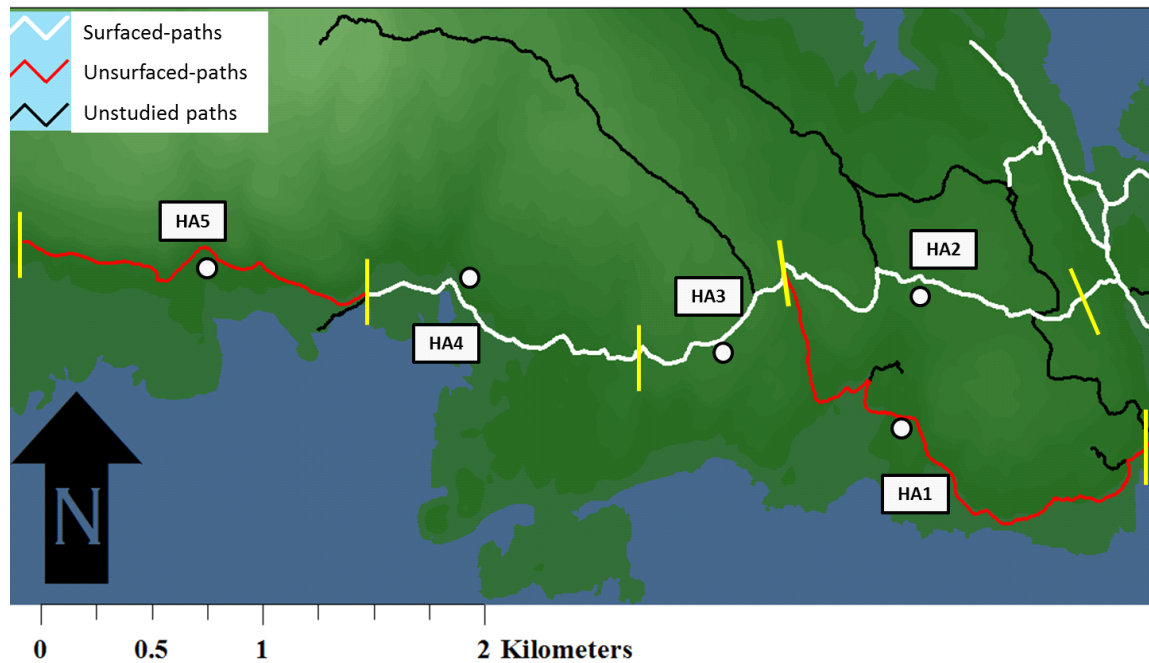 Surfaced-paths
Unsurfaced-paths
Unstudied paths
HA5
HA2
HA3
HA4
HA1
N
0 0.5 1 2 Kilometers